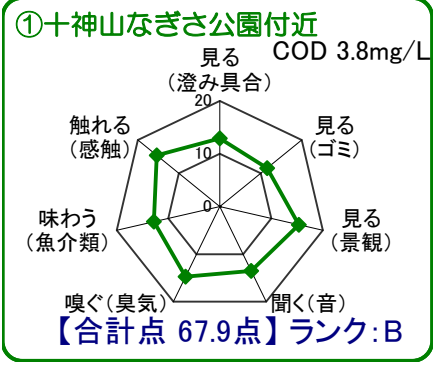 ①十神山なぎさ公園付近
COD 3.8mg/L
見る
(澄み具合)
20
触れる
(感触)
見る
(ゴミ)
10
味わう
(魚介類)
0
見る
(景観)
嗅ぐ(臭気)
聞く(音)
【合計点 67.9点】ランク:B